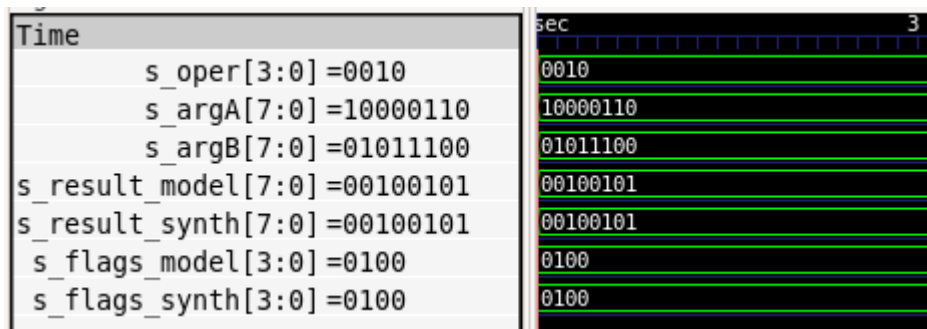 Time
s_oper[3:0]=0010
s_argA[7:0]=10000110
s_argB[7:0]=01011100
s_result_model[7:0]=00100101
s_result_synth[7:0]=00100101
s_flags_model[3:0]=0100
s_flags_synth[3:0]=0100
sec 3
0010
10000110
01011100
00100101
00100101
0100
0100